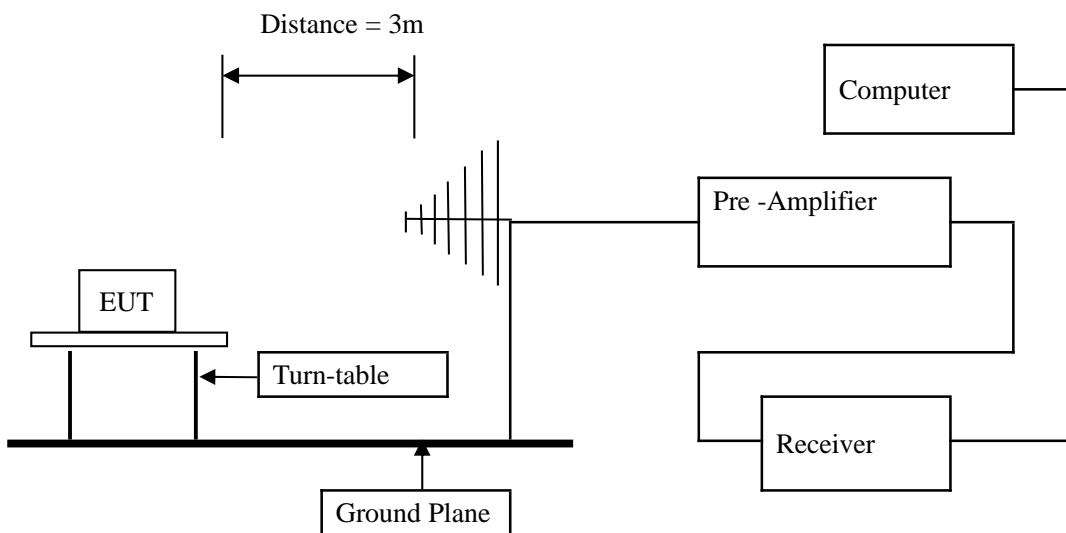 Distance = 3m
Computer
Pre -Amplifier
EUT
Turn-table
Receiver
Ground Plane